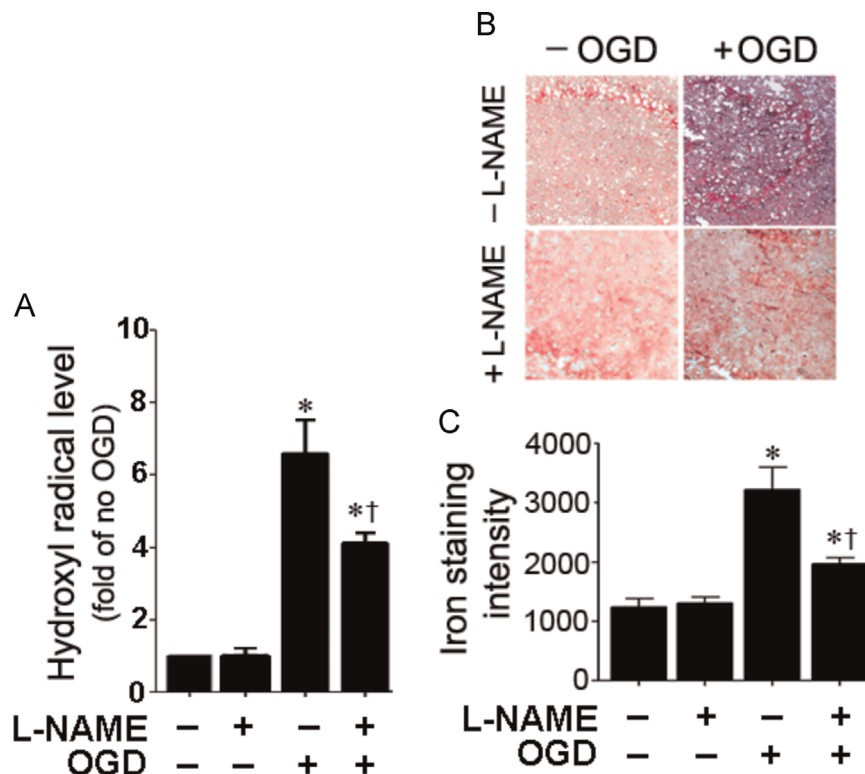 B
– OGD
+ OGD
– L-NAME
+ L-NAME
A
Hydroxyl radical level
(fold of no OGD)
10
8
6
4
2
0
*
*†
L-NAME – + – +
OGD – – + +
C
Iron staining
intensity
4000
3000
2000
1000
0
*
*†
L-NAME – + – +
OGD – – + +